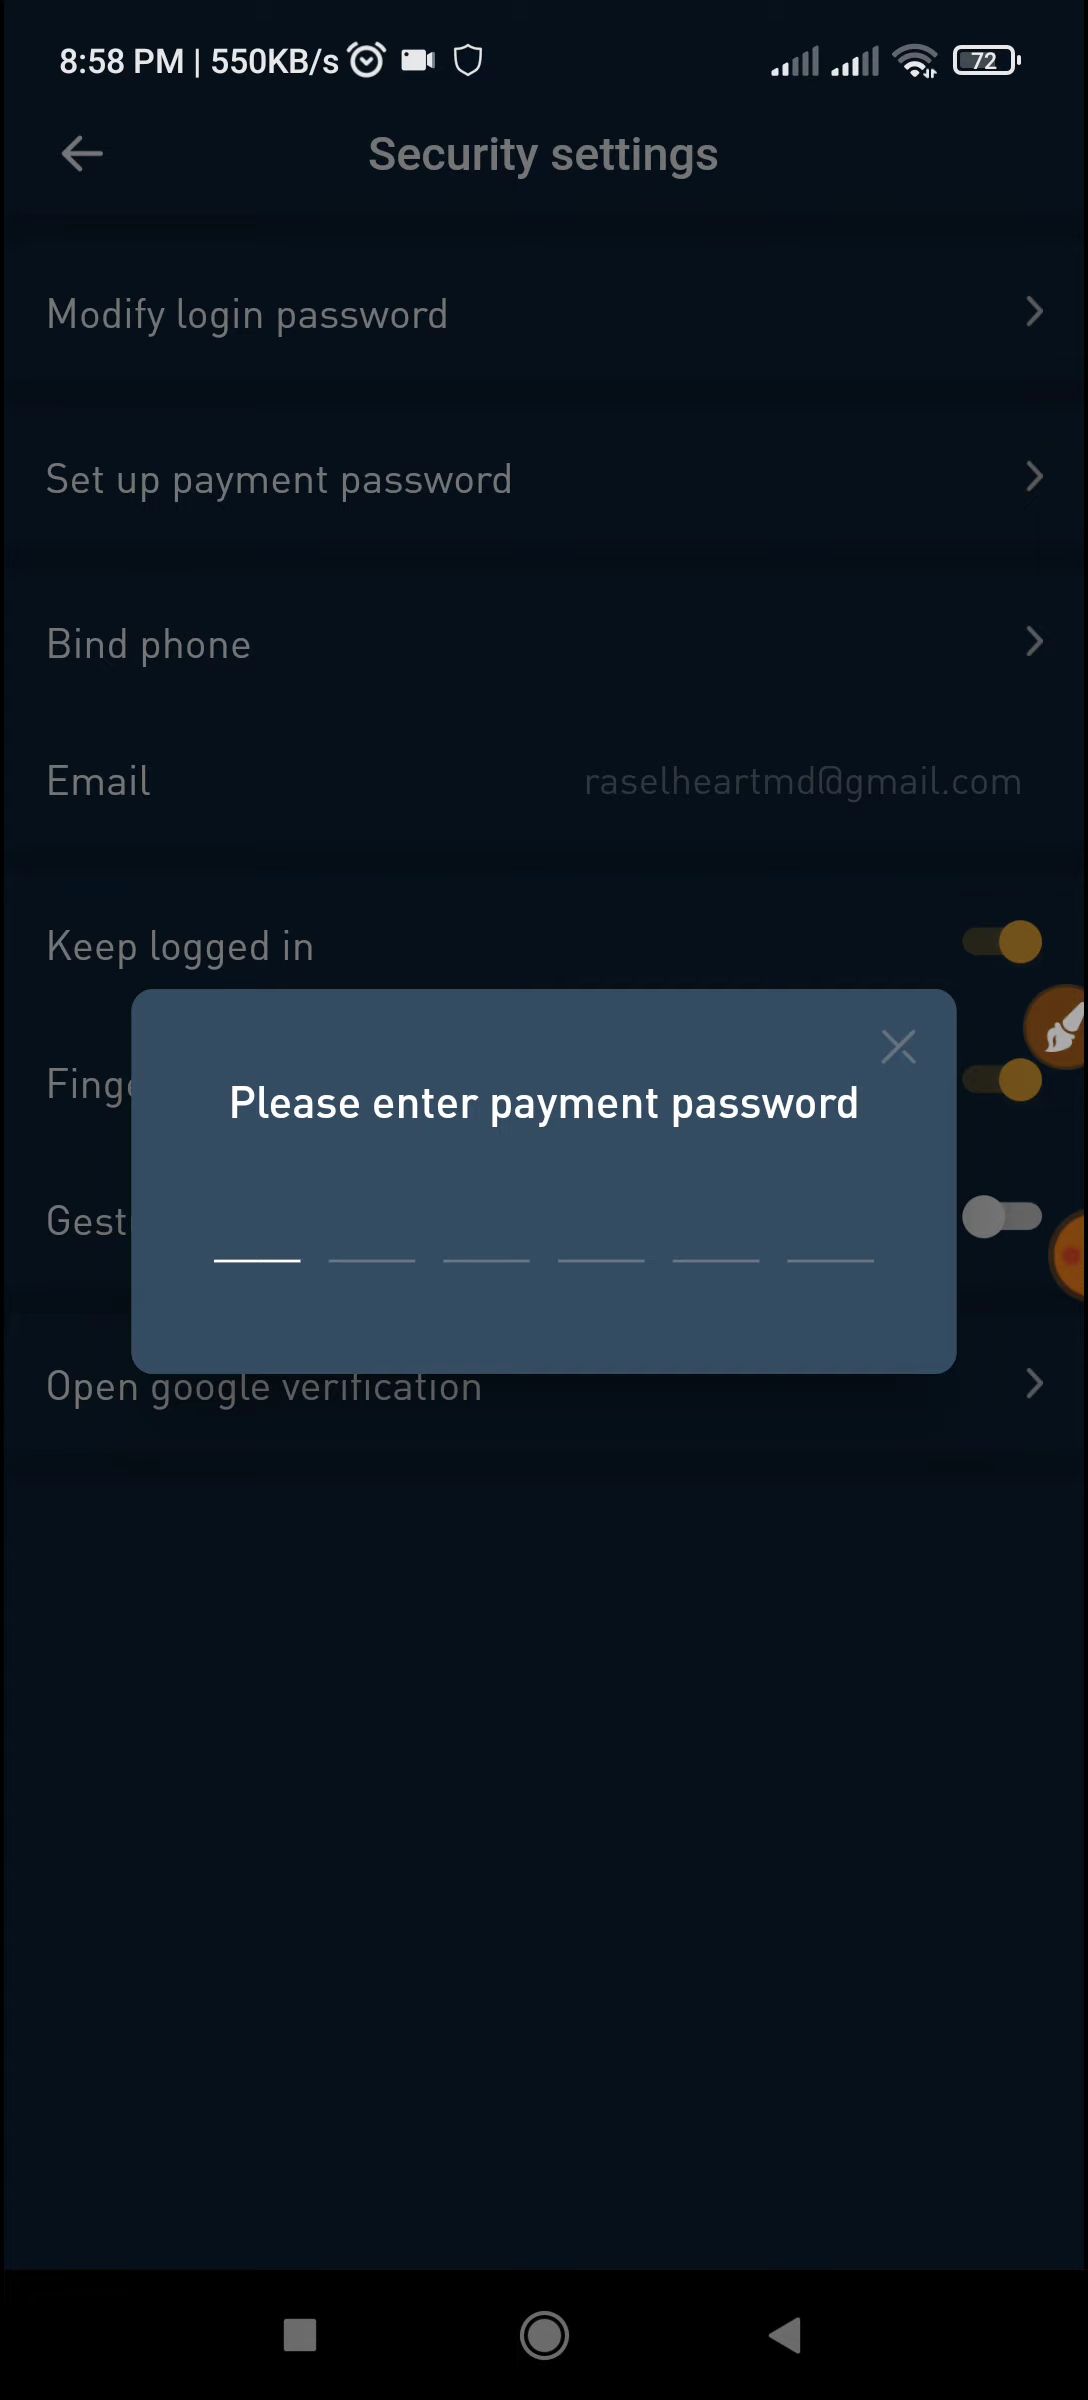 8:58 PM | 550KB/s
72
Security settings
Modify login password
Set up payment password
Bind phone
Email raselheartmd@gmail.com
Keep logged in
Please enter payment password
Open google verification